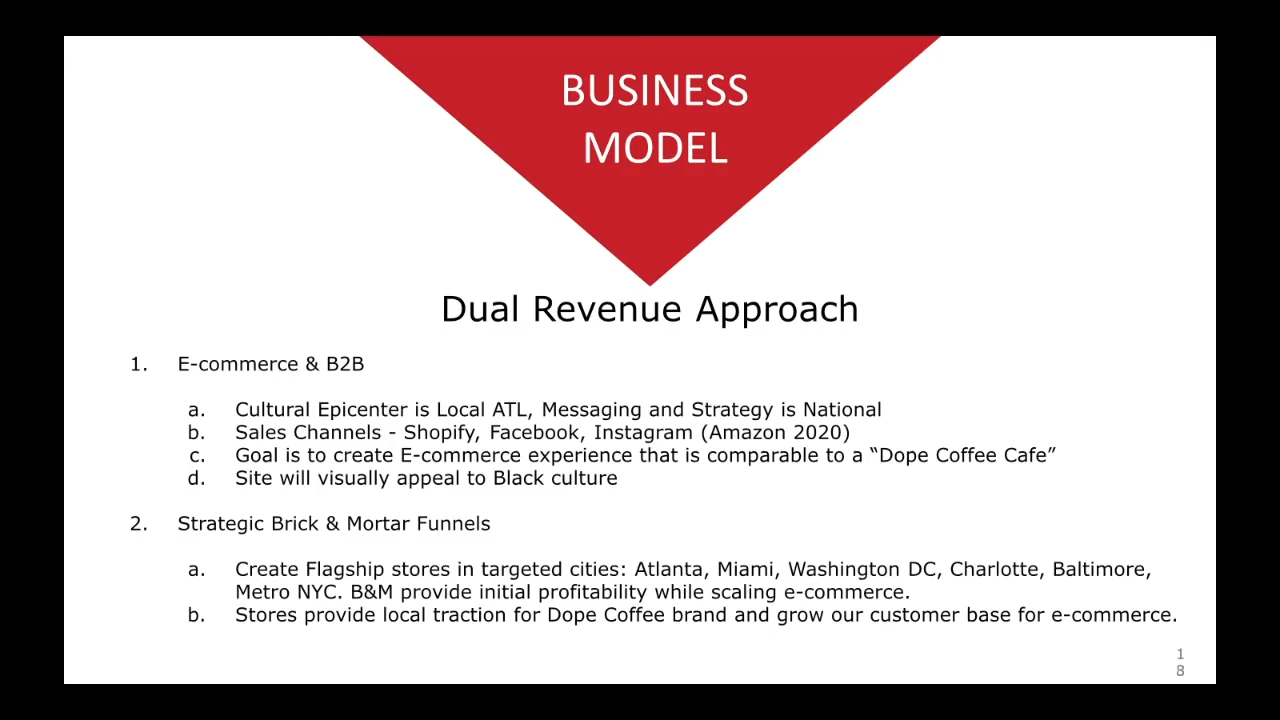 BUSINESS
MODEL
Dual Revenue Approach
1. E-commerce & B2B
a. Cultural Epicenter is Local ATL, Messaging and Strategy is National
b. Sales Channels - Shopify, Facebook, Instagram (Amazon 2020)
c. Goal is to create E-commerce experience that is comparable to a “Dope Coffee Cafe”
d. Site will visually appeal to Black culture
2. Strategic Brick & Mortar Funnels
a. Create Flagship stores in targeted cities: Atlanta, Miami, Washington DC, Charlotte, Baltimore,
Metro NYC. B&M provide initial profitability while scaling e-commerce.
b. Stores provide local traction for Dope Coffee brand and grow our customer base for e-commerce.
1
8